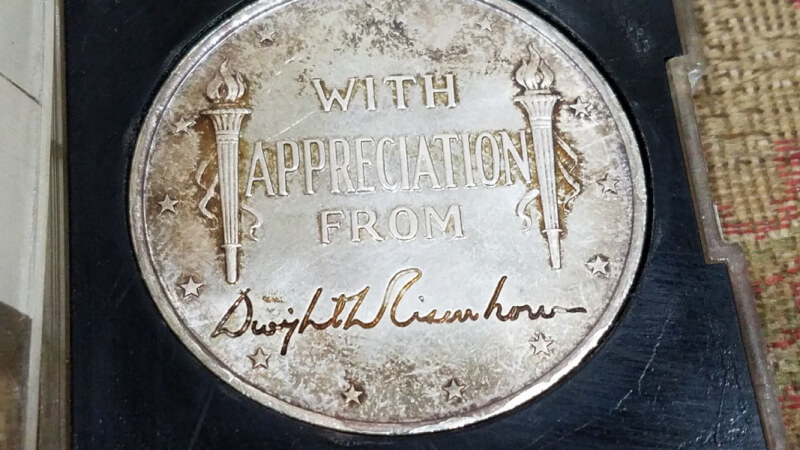 WITH
APPRECIATION
FROM
Dwight D Eisenhower